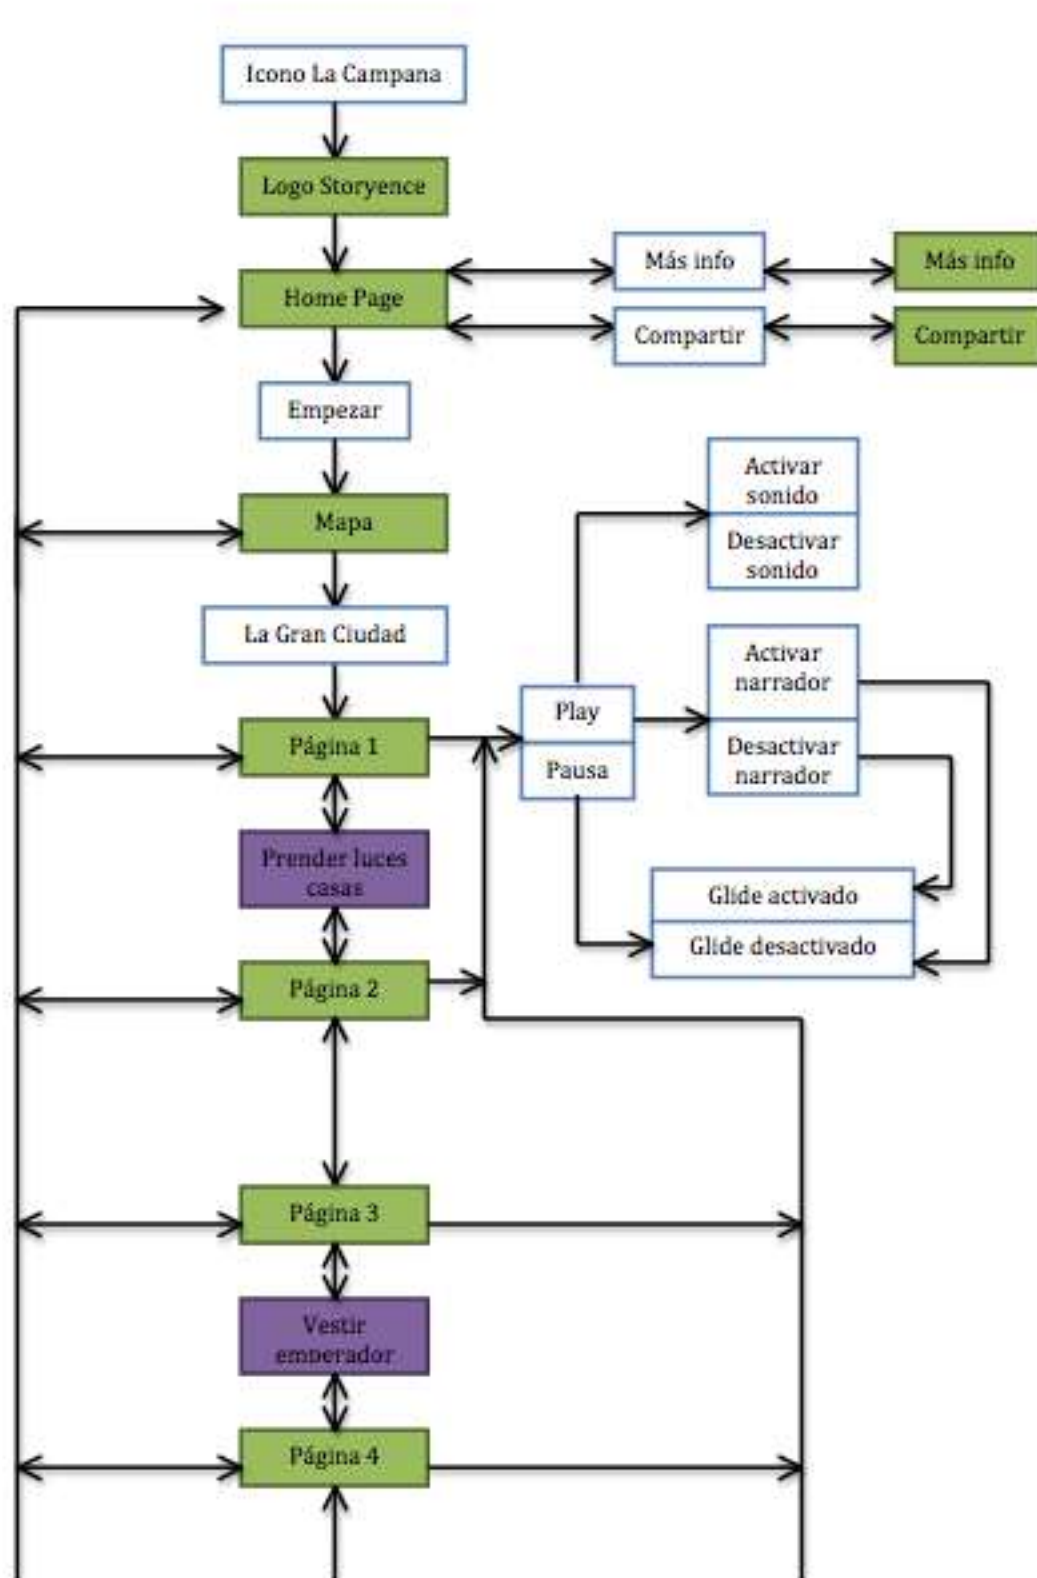 Icono La Campana
Logo Storyence
Home Page
Más info
Más info
Compartir
Compartir
Empezar
Activar
sonido
Desactivar
sonido
Mapa
La Gran Ciudad
Activar
narrador
Desactivar
narrador
Play
Pausa
Página 1
Prender luces
casas
Glide activado
Glide desactivado
Página 2
Página 3
Vestir
emperador
Página 4